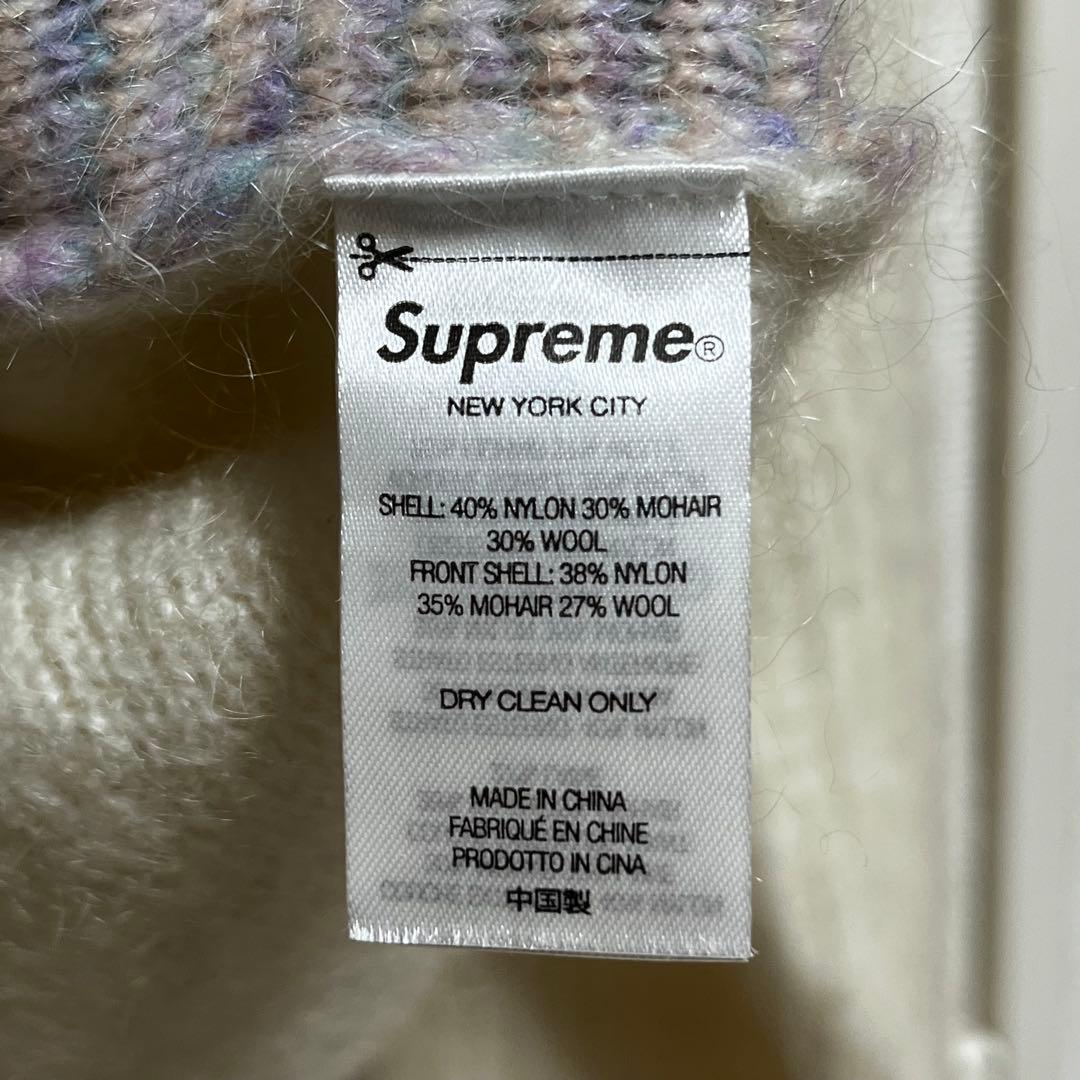 Supreme®
NEW YORK CITY
SHELL: 40% NYLON 30% MOHAIR
30% WOOL
FRONT SHELL: 38% NYLON
35% MOHAIR 27% WOOL
DRY CLEAN ONLY
MADE IN CHINA
FABRIQUÉ EN CHINE
PRODOTTO IN CINA
中国製